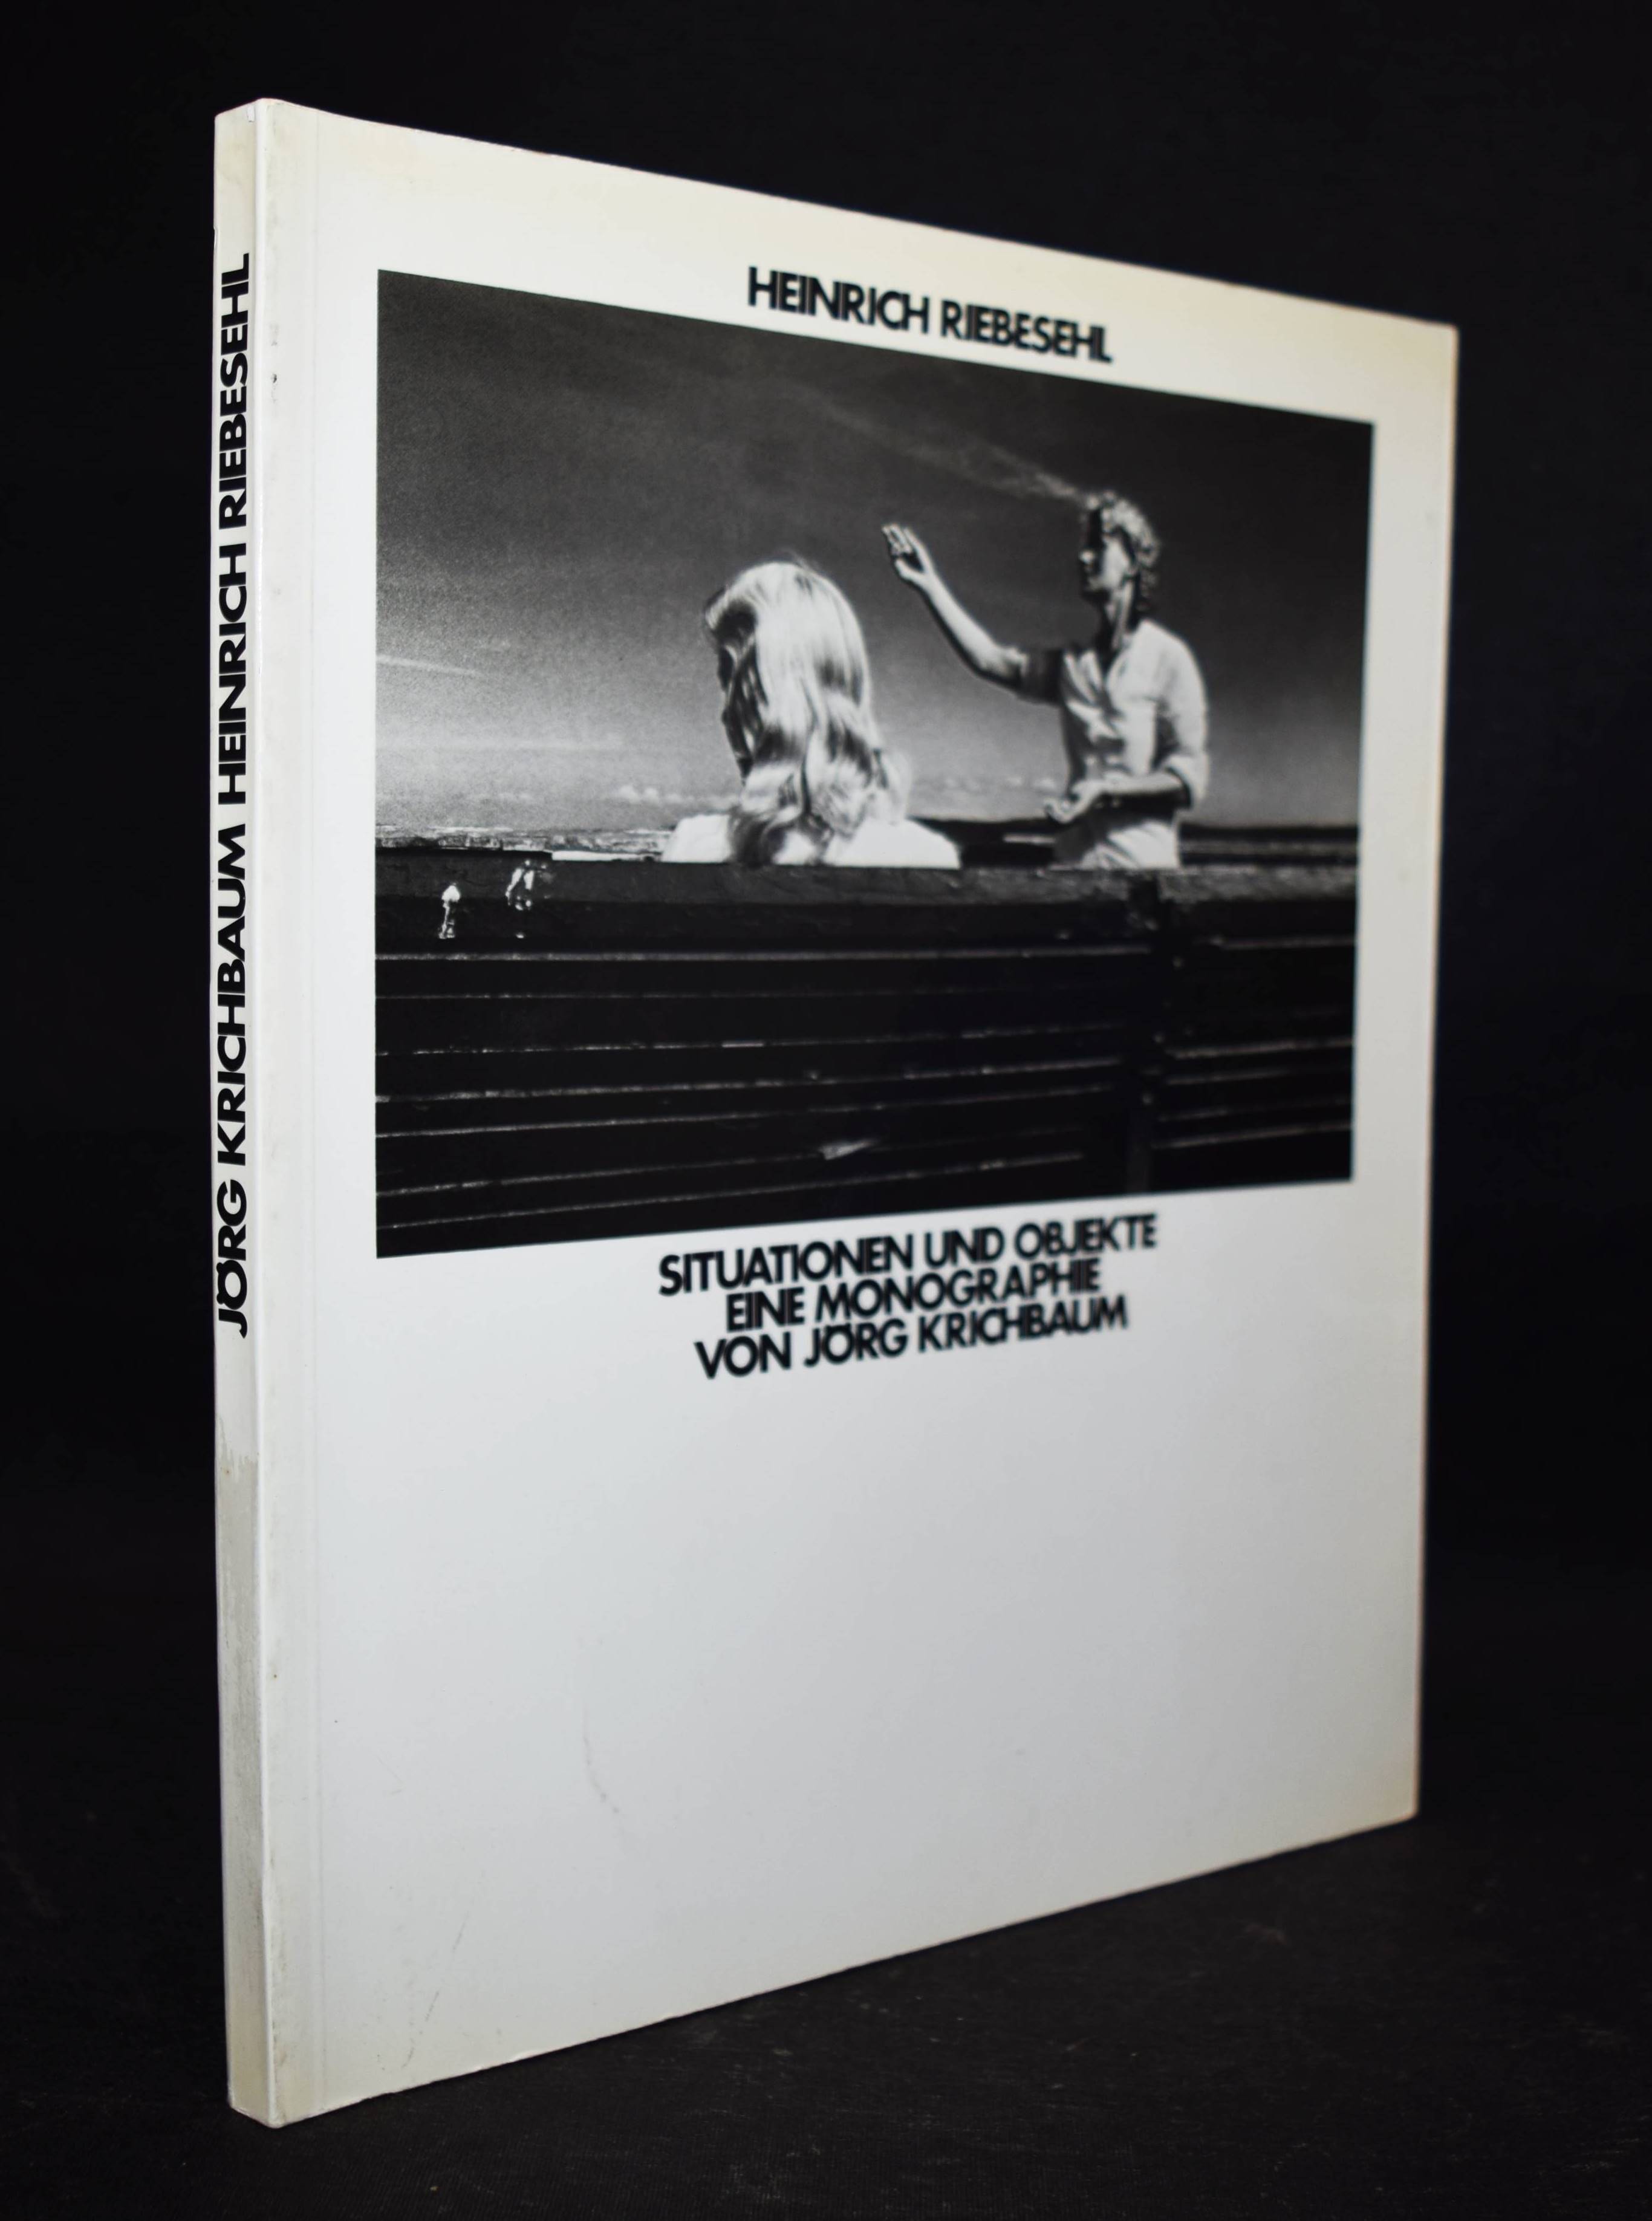 JÖRG KRICHBAUM HEINRICH RIEBESEHL
HEINRICH RIEBESEHL
SITUATIONEN UND OBJEKTE
EINE MONOGRAPHIE
VON JÖRG KRICHBAUM